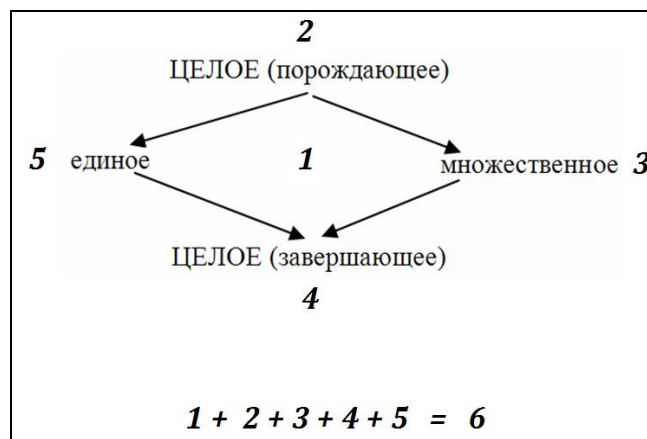 2
ЦЕЛОЕ (порождающее)
5 единое 1 множественное 3
ЦЕЛОЕ (завершающее)
4
1 + 2 + 3 + 4 + 5 = 6